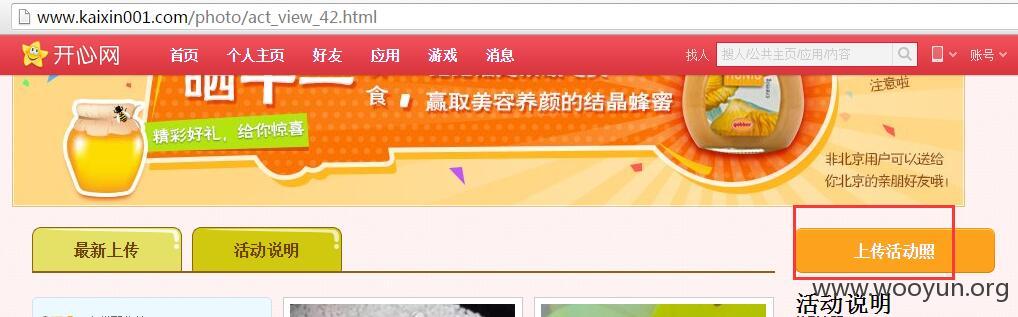 www.kaixin001.com/photo/act_view_42.html
开心网 首页 个人主页 好友 应用 游戏 消息 找人 搜人/公共主页/应用/内容 账号
食，
赢取美容养颜的结晶蜂蜜
注意啦
精彩好礼，给你惊喜
非北京用户可以送给
你北京的亲朋好友哦！
最新上传 活动说明 上传活动照
www.wooyun.org
活动说明